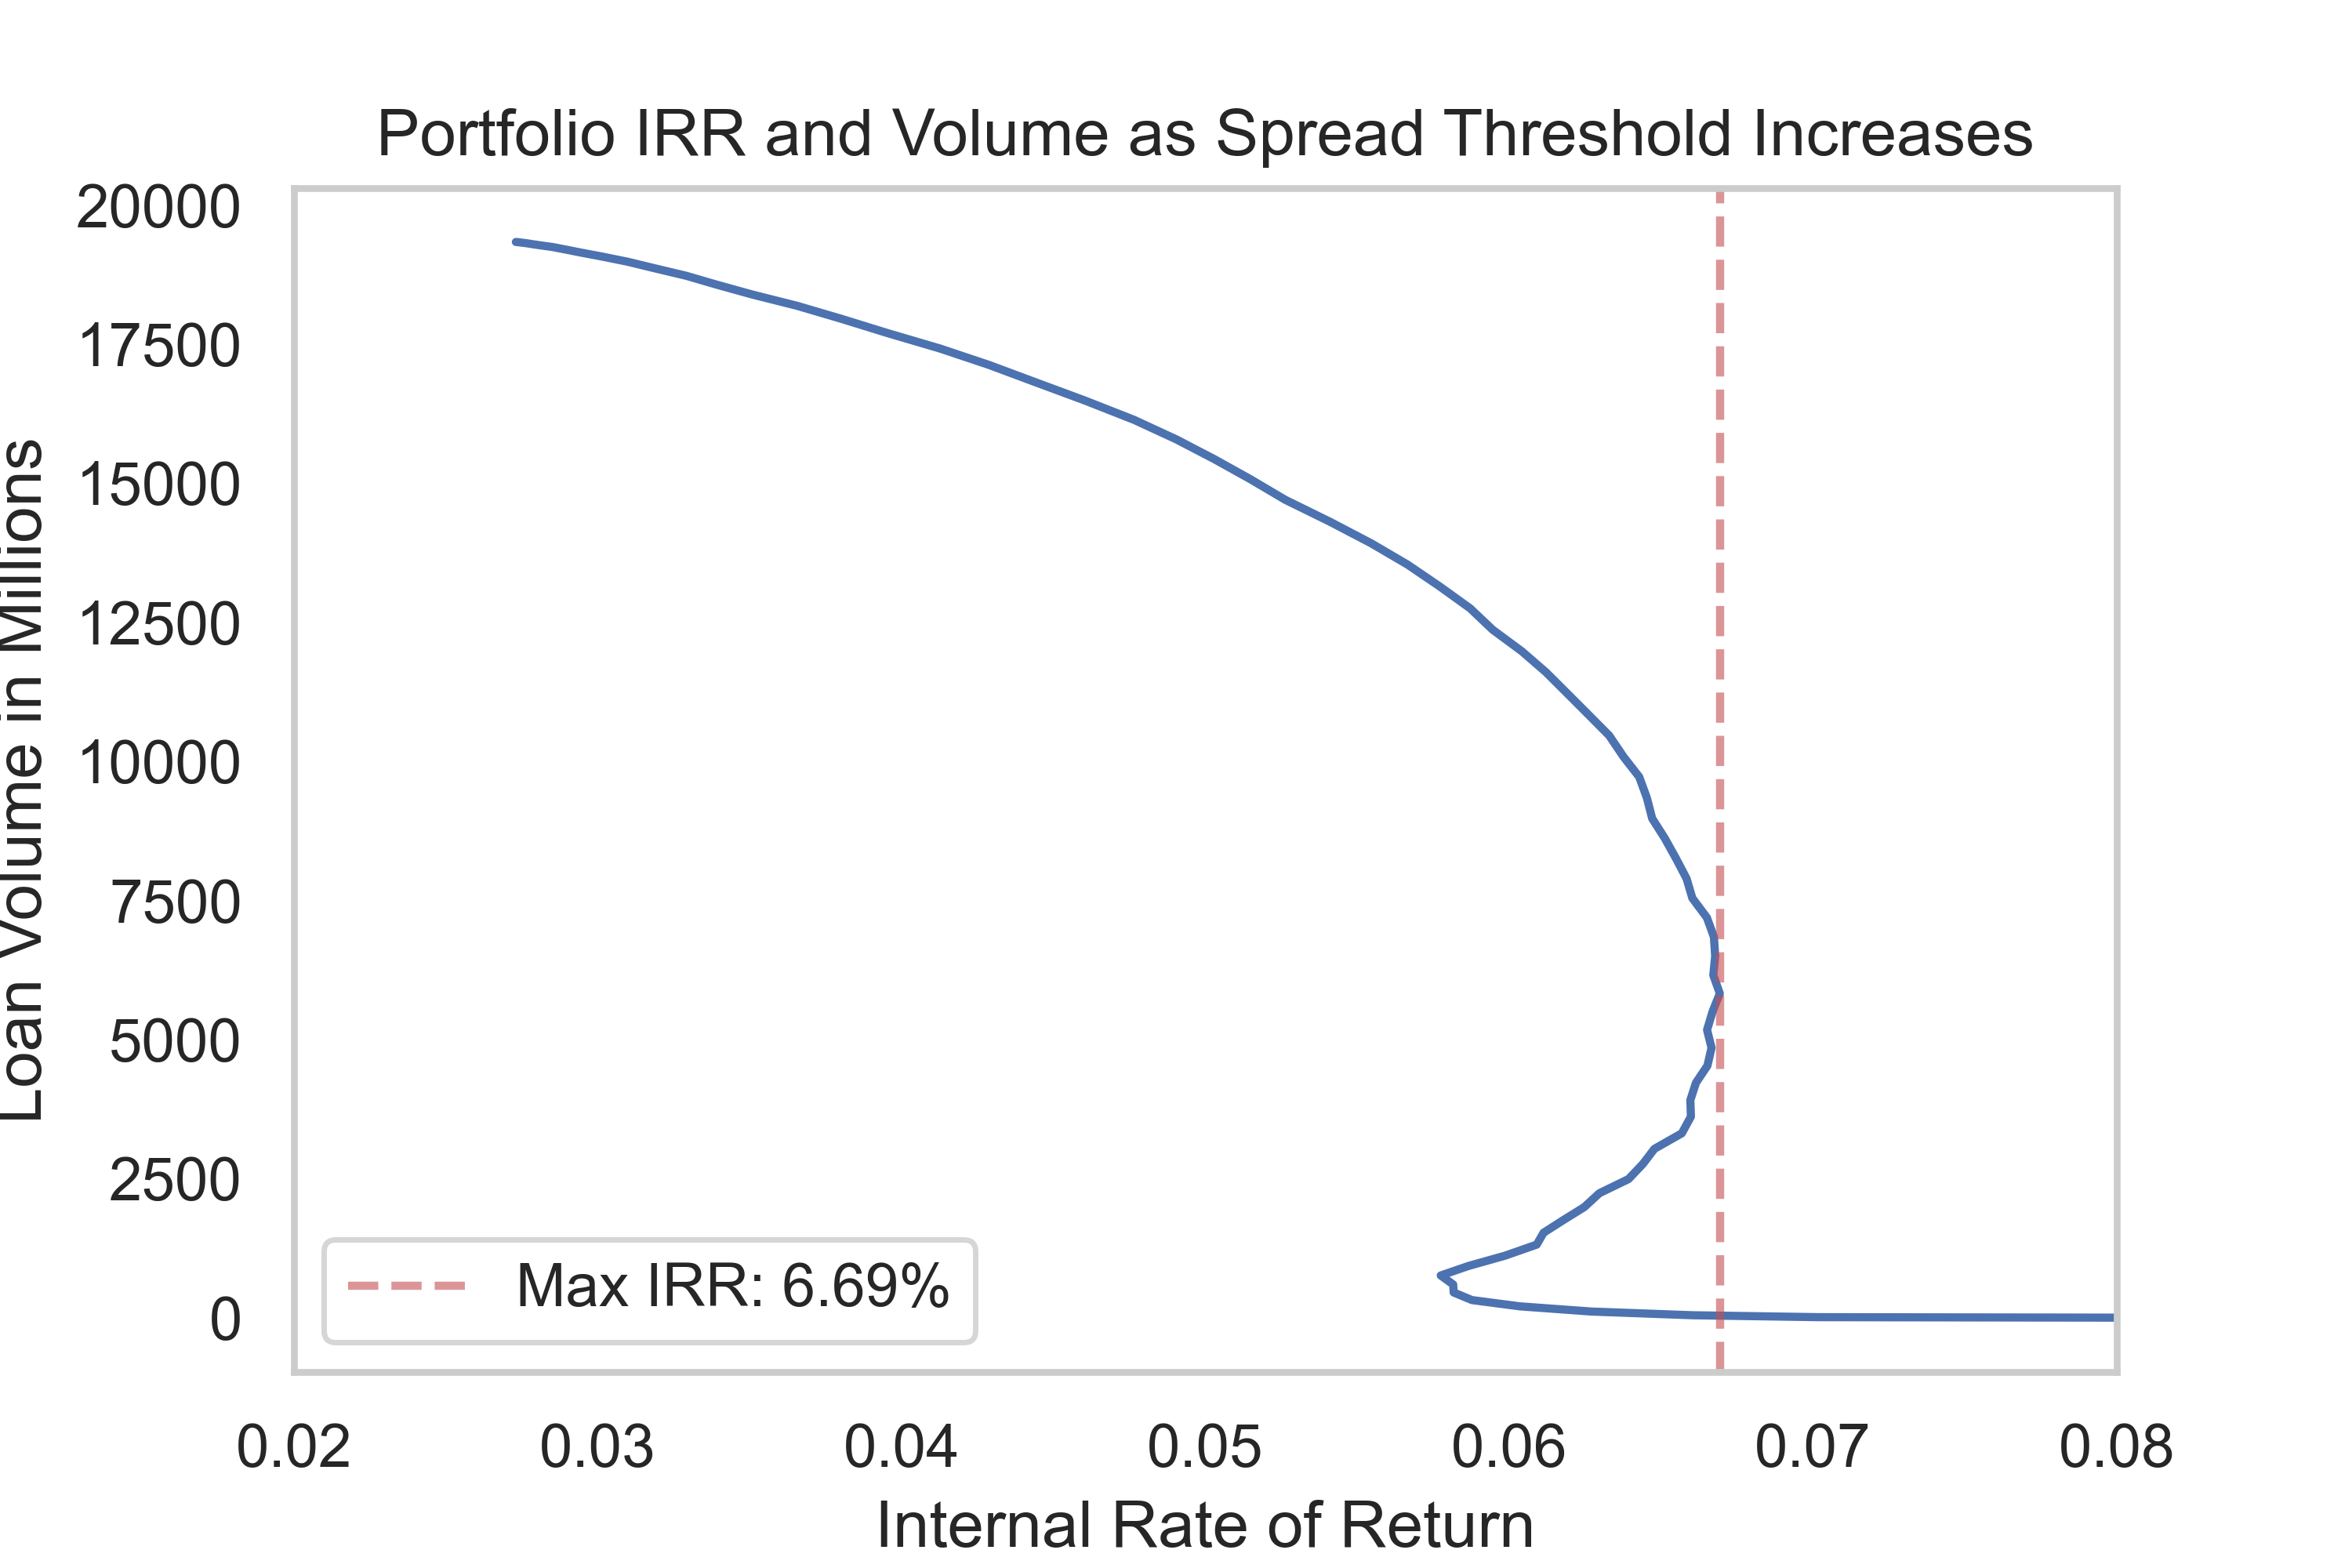 Portfolio IRR and Volume as Spread Threshold Increases
20000
17500
15000
12500
10000
7500
5000
2500
0
Loan Volume in Millions
Max IRR: 6.69%
0.02 0.03 0.04 0.05 0.06 0.07 0.08
Internal Rate of Return